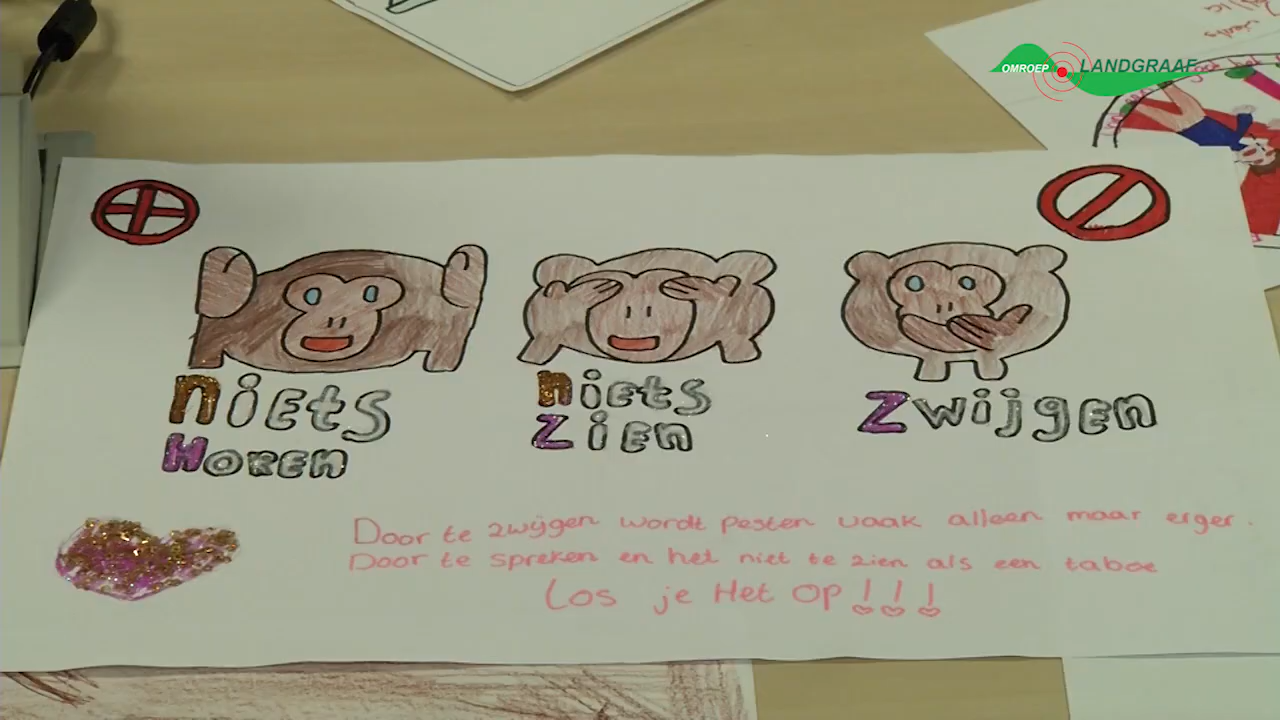 OMROEP LANDGRAAF
niets
Horen
niets
Zien
Zwijgen
Door te zwijgen wordt pesten vaak alleen maar erger.
Door te spreken en het niet te zien als een taboe
Los je Het Op!!!